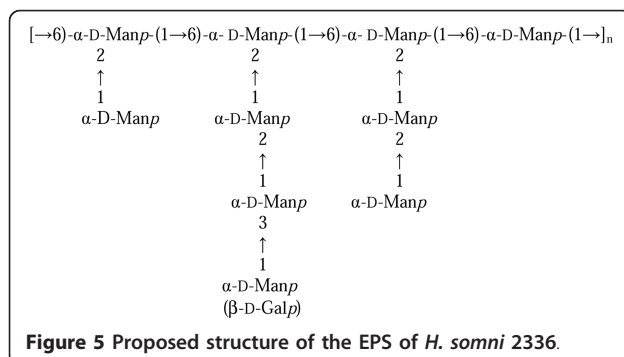 [→6)-α-D-Manp-(1→6)-α- D-Manp-(1→6)-α- D-Manp-(1→6)-α-D-Manp-(1→]n
2 2 2
↑ ↑ ↑
1 1 1
α-D-Manp α-D-Manp α-D-Manp
2 2
↑ ↑
1 1
α-D-Manp α-D-Manp
3
↑
1
α-D-Manp
(β-D-Galp)
Figure 5 Proposed structure of the EPS of H. somni 2336.